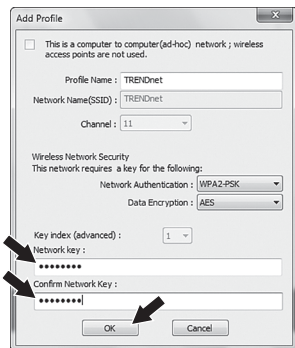 Add Profile
x
This is a computer to computer(ad-hoc) network ; wireless
access points are not used.
Profile Name : TRENDnet
Network Name(SSID) : TRENDnet
Channel : 11
Wireless Network Security
This network requires a key for the following:
Network Authentication : WPA2-PSK
Data Encryption : AES
Key index (advanced) : 1
Network key :
••••••••
Confirm Network Key :
••••••••
OK Cancel